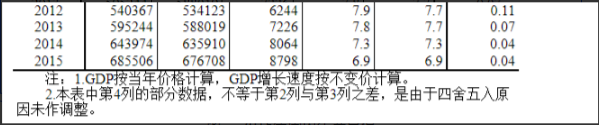 2012 540367 534123 6244 7.9 7.7 0.11
2013 595244 588019 7226 7.8 7.7 0.07
2014 643974 635910 8064 7.3 7.3 0.04
2015 685506 676708 8798 6.9 6.9 0.04
注：1.GDP按当年价格计算，GDP增长速度按不变价计算。
2.本表中第4列的部分数据，不等于第2列与第3列之差，是由于四舍五入原
因未作调整。